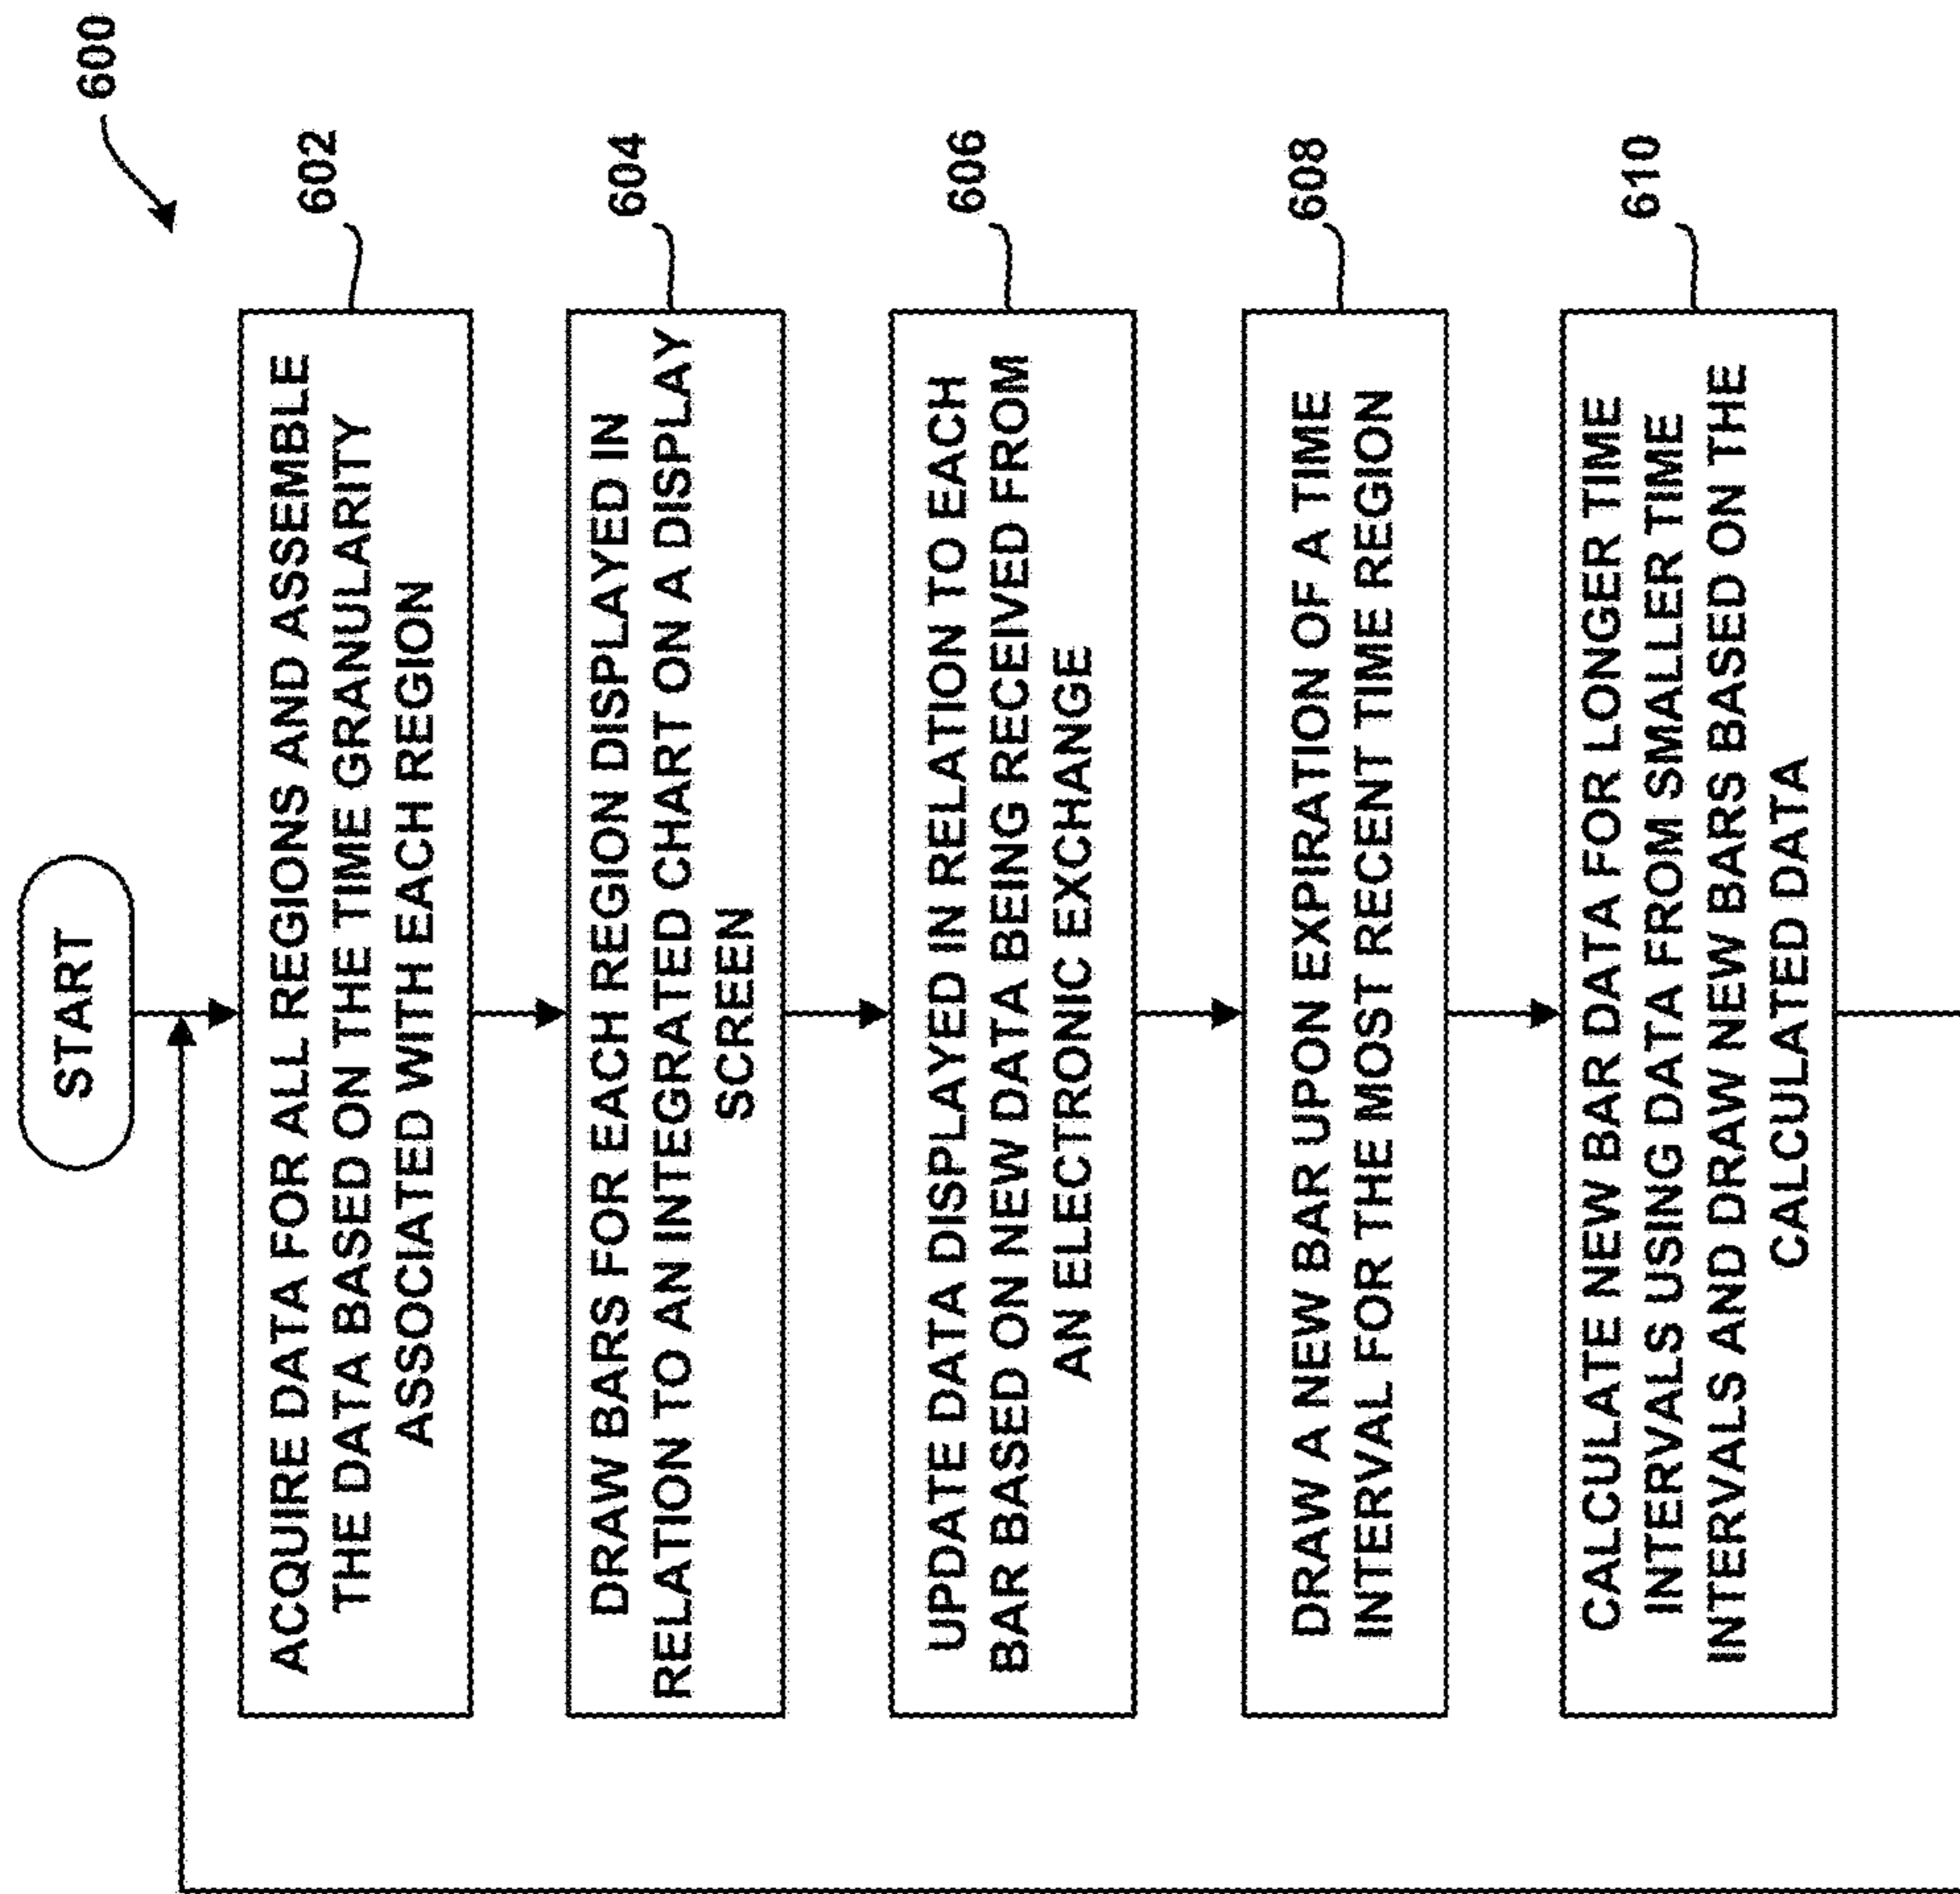 START
600
ACQUIRE DATA FOR ALL REGIONS AND ASSEMBLE
THE DATA BASED ON THE TIME GRANULARITY
ASSOCIATED WITH EACH REGION
602
DRAW BARS FOR EACH REGION DISPLAYED IN
RELATION TO AN INTEGRATED CHART ON A DISPLAY
SCREEN
604
UPDATE DATA DISPLAYED IN RELATION TO EACH
BAR BASED ON NEW DATA BEING RECEIVED FROM
AN ELECTRONIC EXCHANGE
606
DRAW A NEW BAR UPON EXPIRATION OF A TIME
INTERVAL FOR THE MOST RECENT TIME REGION
608
CALCULATE NEW BAR DATA FOR LONGER TIME
INTERVALS USING DATA FROM SMALLER TIME
INTERVALS AND DRAW NEW BARS BASED ON THE
CALCULATED DATA
610